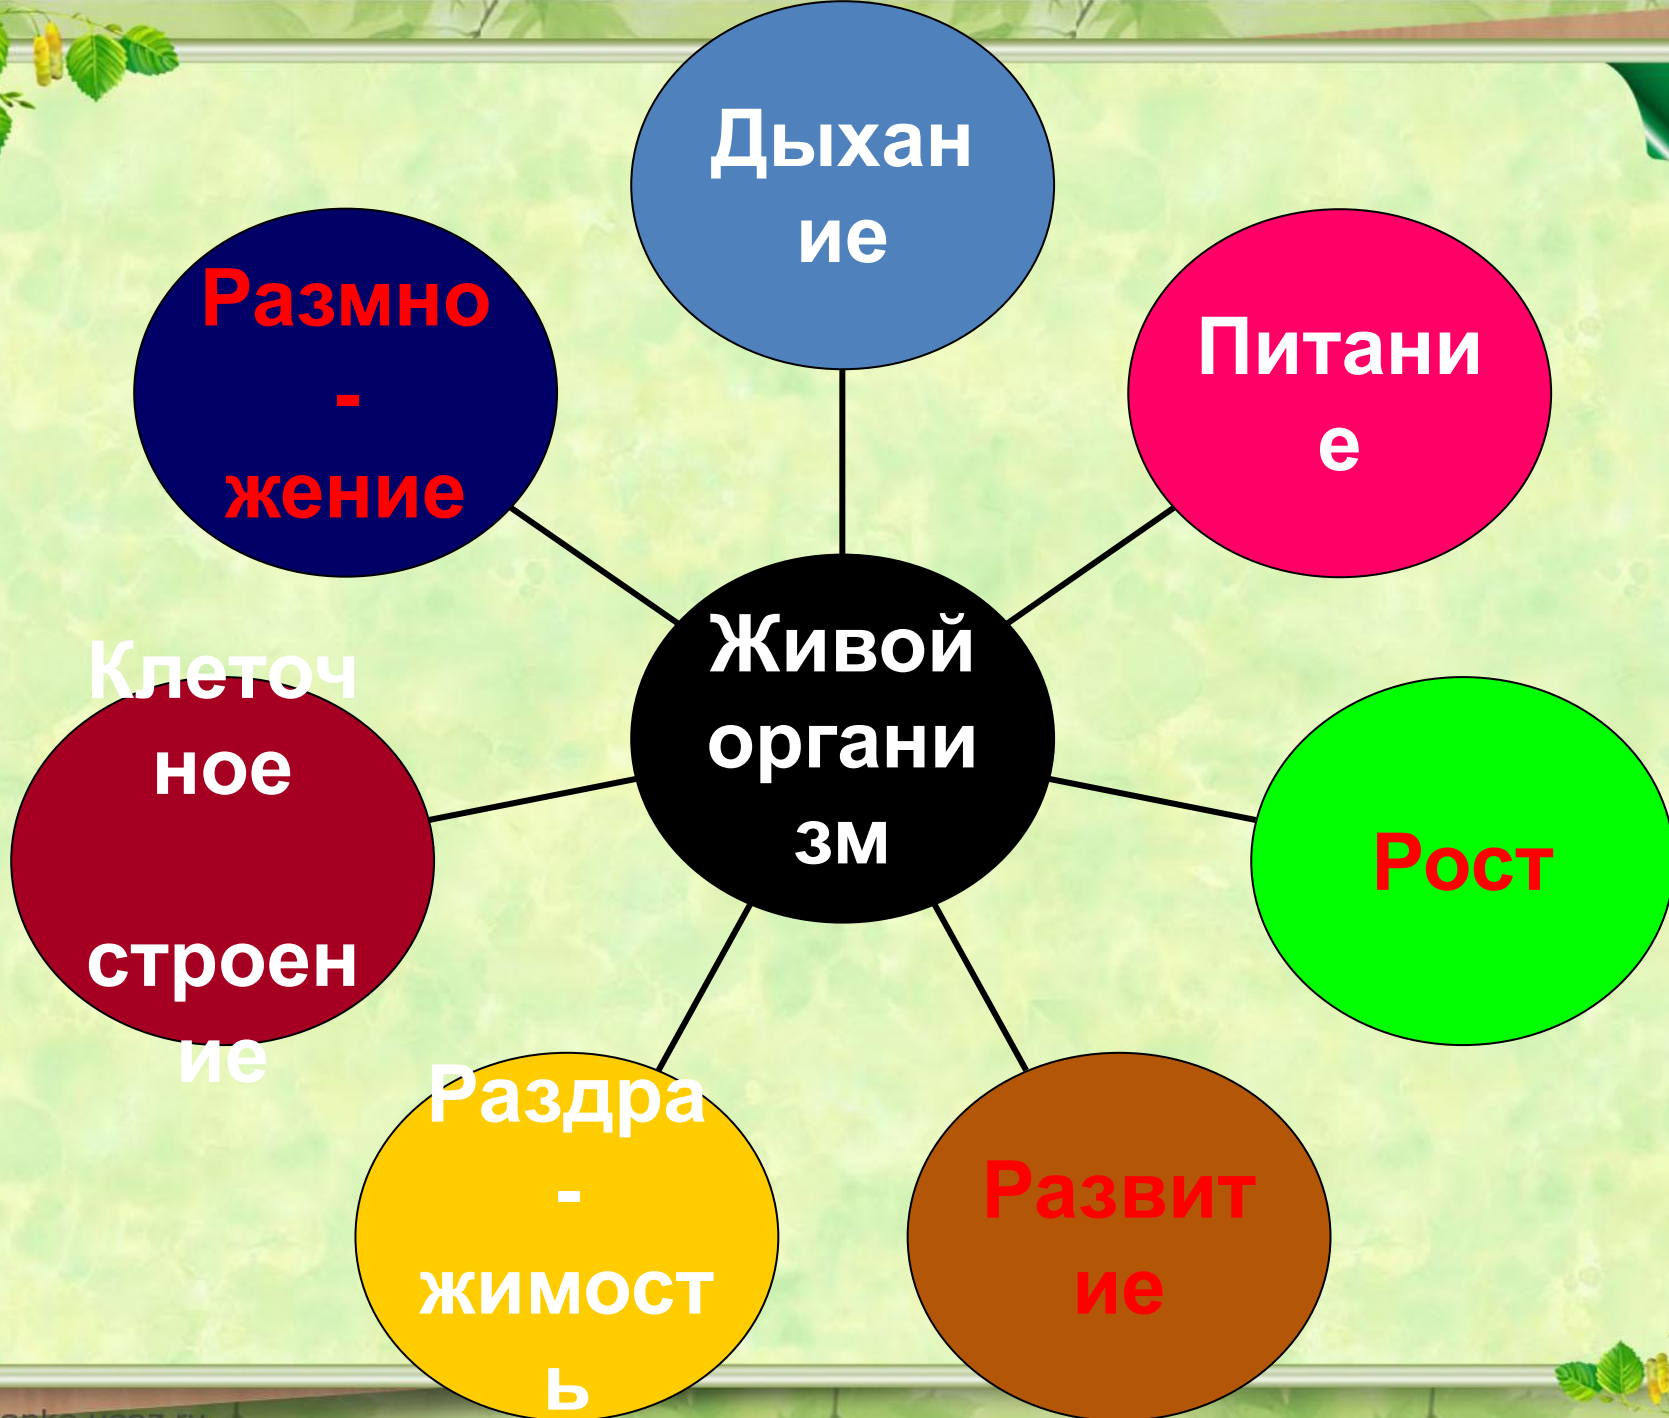 Дыхан
ие
Питани
е
Рост
Развит
ие
Раздра
-
жимост
ь
Клеточ
ное
строен
ие
Размно
-
жение
Живой
органи
зм